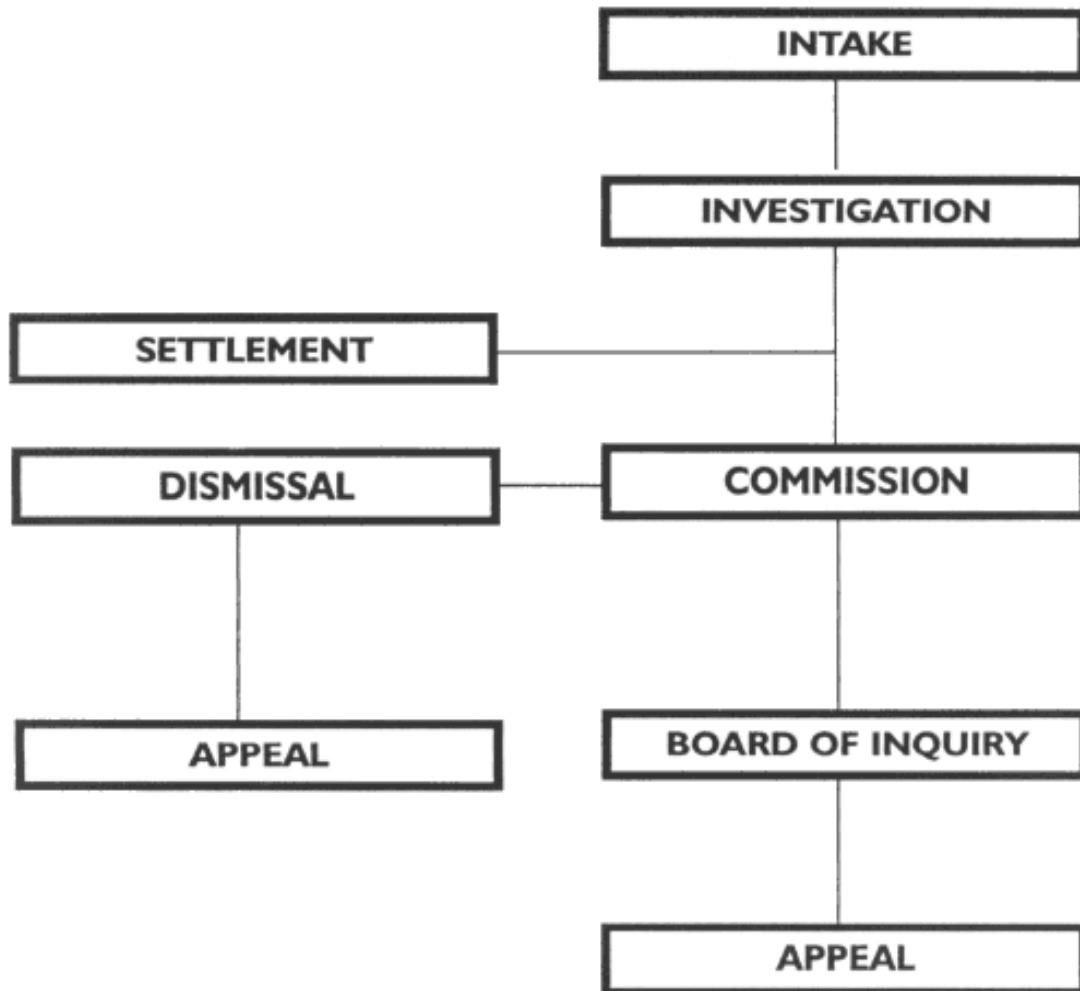 INTAKE
INVESTIGATION
SETTLEMENT
DISMISSAL
COMMISSION
APPEAL
BOARD OF INQUIRY
APPEAL